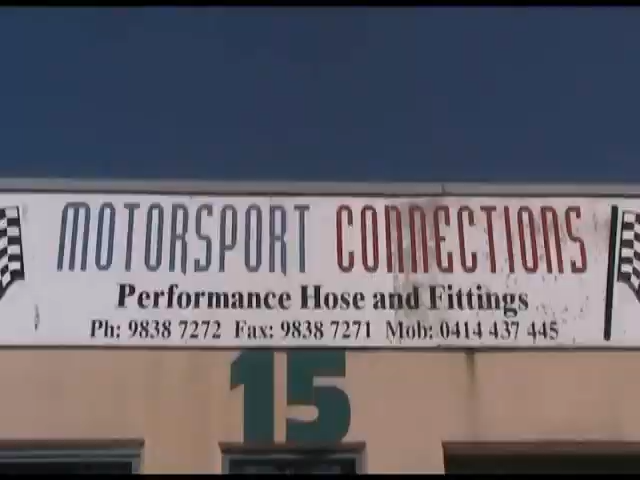 MOTORSPORT CONNECTIONS
Performance Hose and Fittings
Ph: 9838 7272 Fax: 9838 7271 Mob: 0414 437 445
15